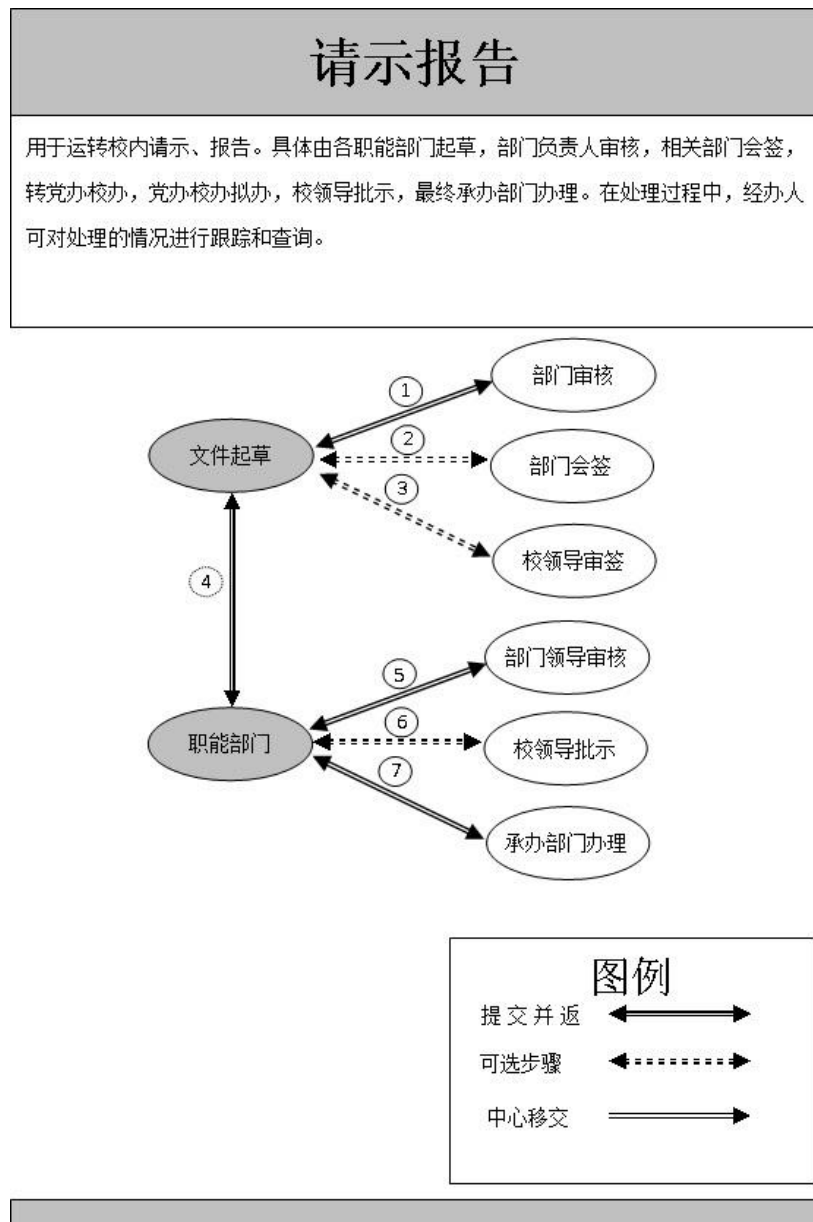 请示报告
用于运转校内请示、报告。具体由各职能部门起草，部门负责人审核，相关部门会签，
转党办校办，党办校办拟办，校领导批示，最终承办部门办理。在处理过程中，经办人
可对处理的情况进行跟踪和查询。
部门审核
1
文件起草
2
部门会签
3
校领导审签
4
部门领导审核
5
职能部门
6
校领导批示
7
承办部门办理
图例
提交并返
可选步骤
中心移交